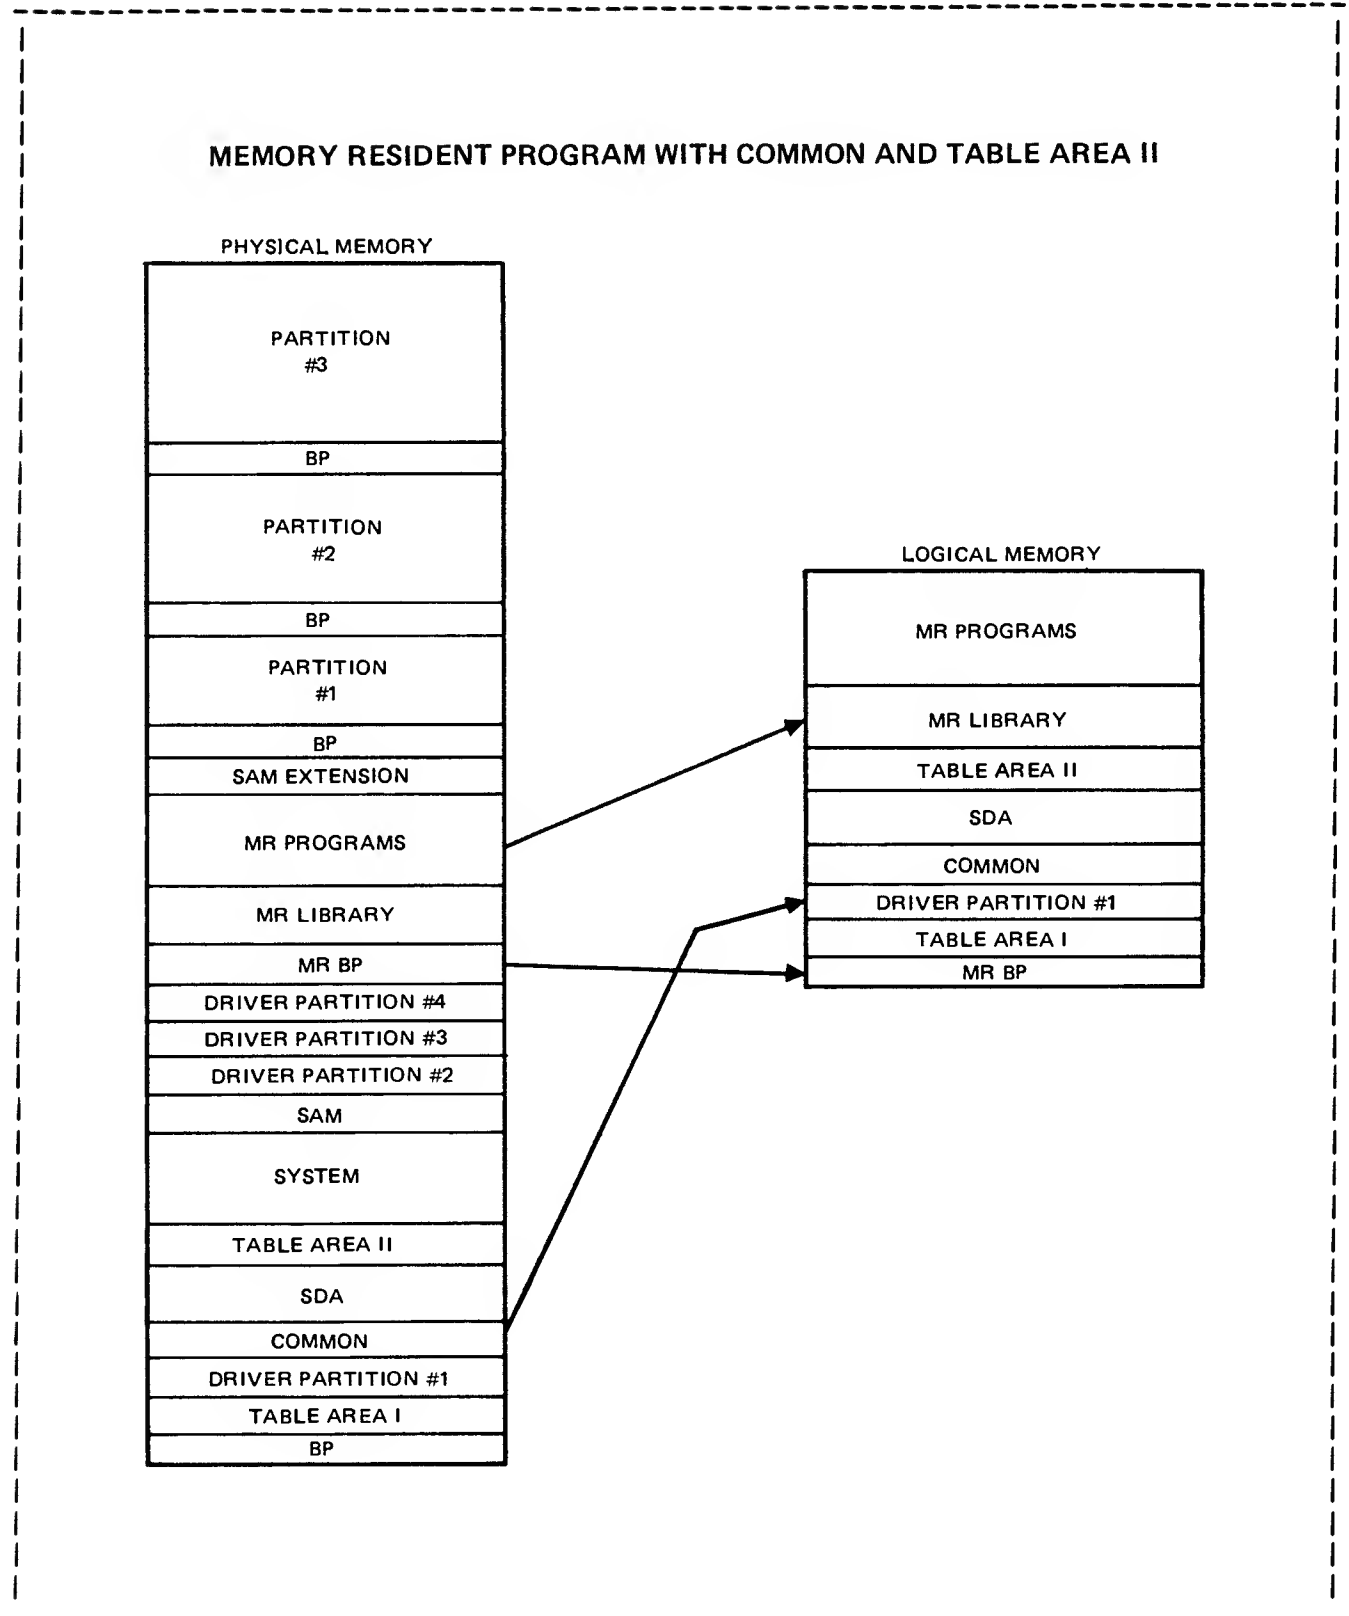 MEMORY RESIDENT PROGRAM WITH COMMON AND TABLE AREA II
PHYSICAL MEMORY
PARTITION
#3
BP
PARTITION
#2
BP
PARTITION
#1
BP
SAM EXTENSION
MR PROGRAMS
MR LIBRARY
MR BP
DRIVER PARTITION #4
DRIVER PARTITION #3
DRIVER PARTITION #2
SAM
SYSTEM
TABLE AREA II
SDA
COMMON
DRIVER PARTITION #1
TABLE AREA I
BP
LOGICAL MEMORY
MR PROGRAMS
MR LIBRARY
TABLE AREA II
SDA
COMMON
DRIVER PARTITION #1
TABLE AREA I
MR BP